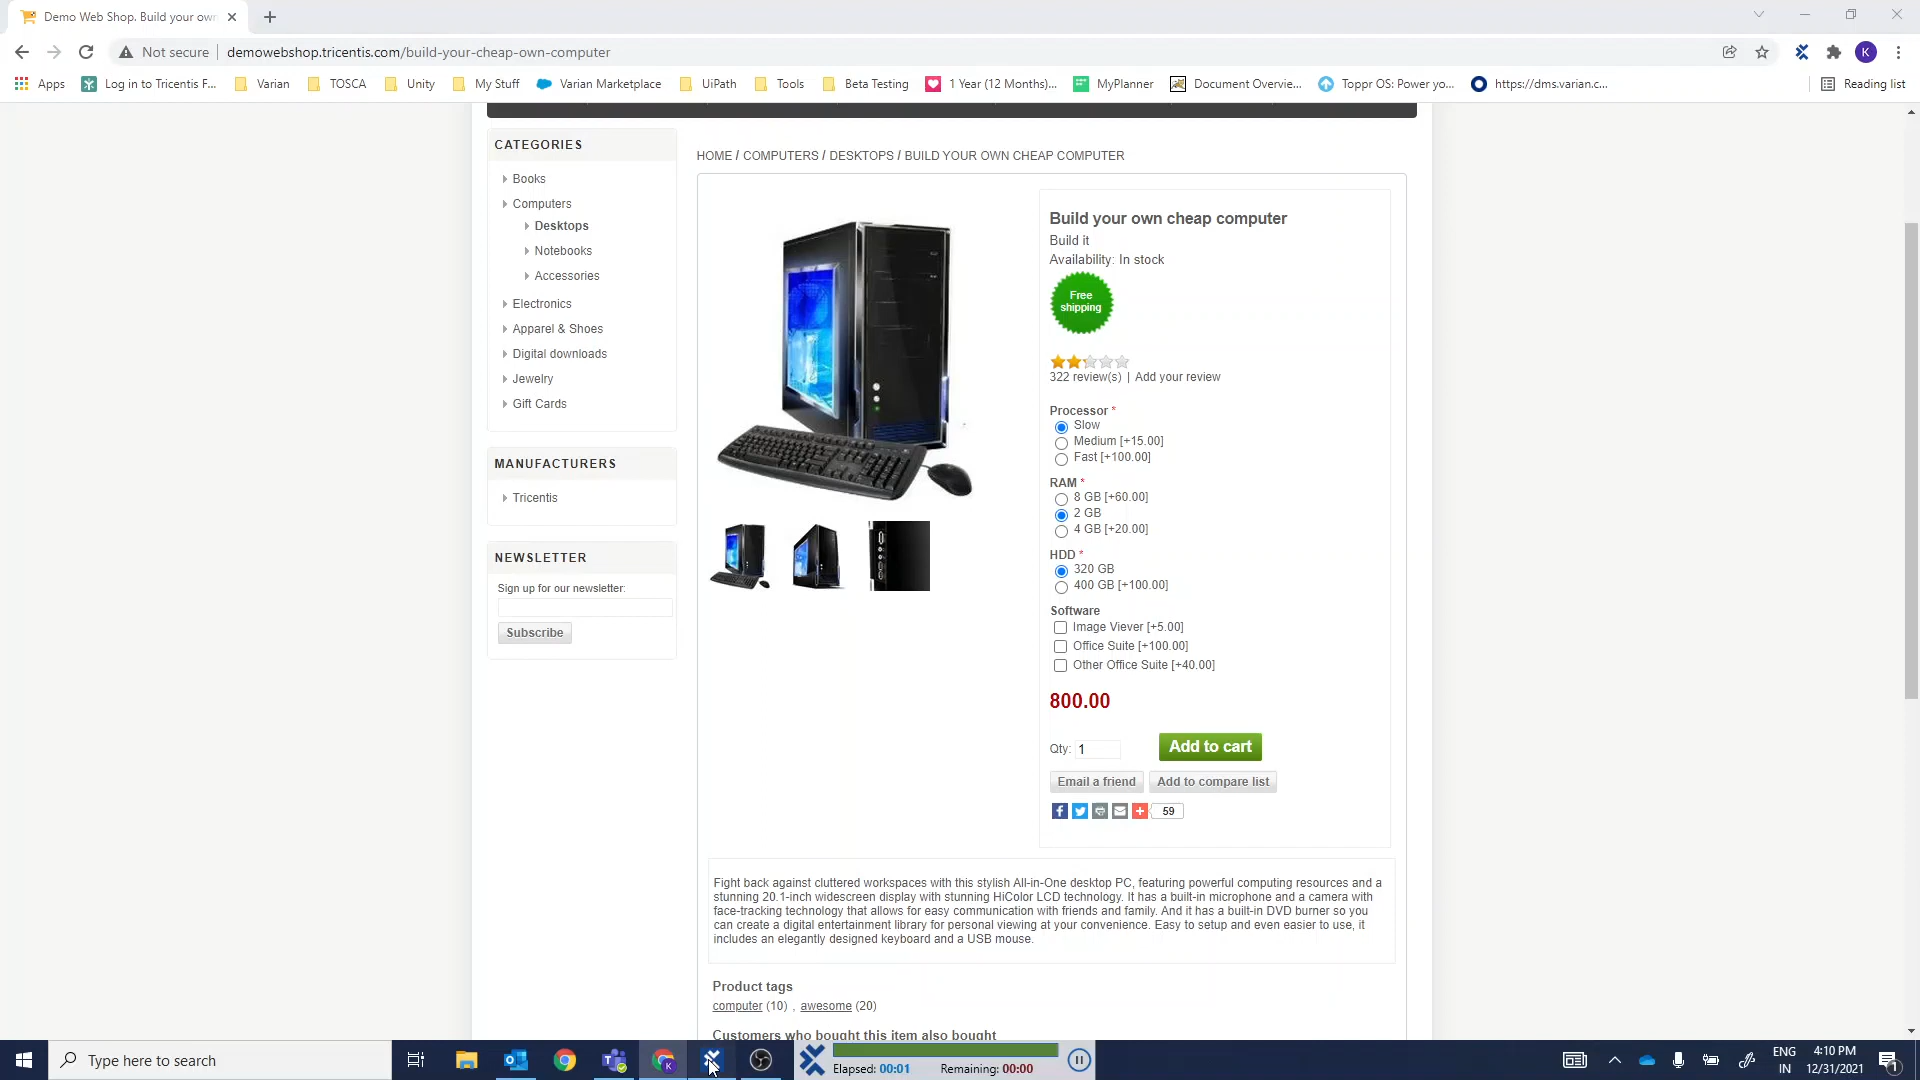 Demo Web Shop. Build your own
Not secure
demowebshop.tricentis.com/build-your-cheap-own-computer
K
Apps
Log in to Tricentis F...
Varian
TOSCA
Unity
My Stuff
Varian Marketplace
UiPath
Tools
Beta Testing
1 Year (12 Months)...
MyPlanner
Document Overvie...
Toppr OS: Power yo...
https://dms.varian.c...
Reading list
CATEGORIES
Books
Computers
Desktops
Notebooks
Accessories
Electronics
Apparel & Shoes
Digital downloads
Jewelry
Gift Cards
MANUFACTURERS
Tricentis
NEWSLETTER
Sign up for our newsletter:
Subscribe
HOME / COMPUTERS / DESKTOPS / BUILD YOUR OWN CHEAP COMPUTER
Build your own cheap computer
Build it
Availability: In stock
Free
shipping
322 review(s) | Add your review
Processor *
Slow
Medium [+15.00]
Fast [+100.00]
RAM *
8 GB [+60.00]
2 GB
4 GB [+20.00]
HDD *
320 GB
400 GB [+100.00]
Software
Image Viever [+5.00]
Office Suite [+100.00]
Other Office Suite [+40.00]
800.00
Qty: 1
Add to cart
Email a friend
Add to compare list
59
Fight back against cluttered workspaces with this stylish All-in-One desktop PC, featuring powerful computing resources and a
stunning 20.1-inch widescreen display with stunning HiColor LCD technology. It has a built-in microphone and a camera with
face-tracking technology that allows for easy communication with friends and family. And it has a built-in DVD burner so you
can create a digital entertainment library for personal viewing at your convenience. Easy to setup and even easier to use, it
includes an elegantly designed keyboard and a USB mouse.
Product tags
computer (10) , awesome (20)
Customers who bought this item also bought
Type here to search
Elapsed: 00:01
Remaining: 00:00
ENG
IN
4:10 PM
12/31/2021
1